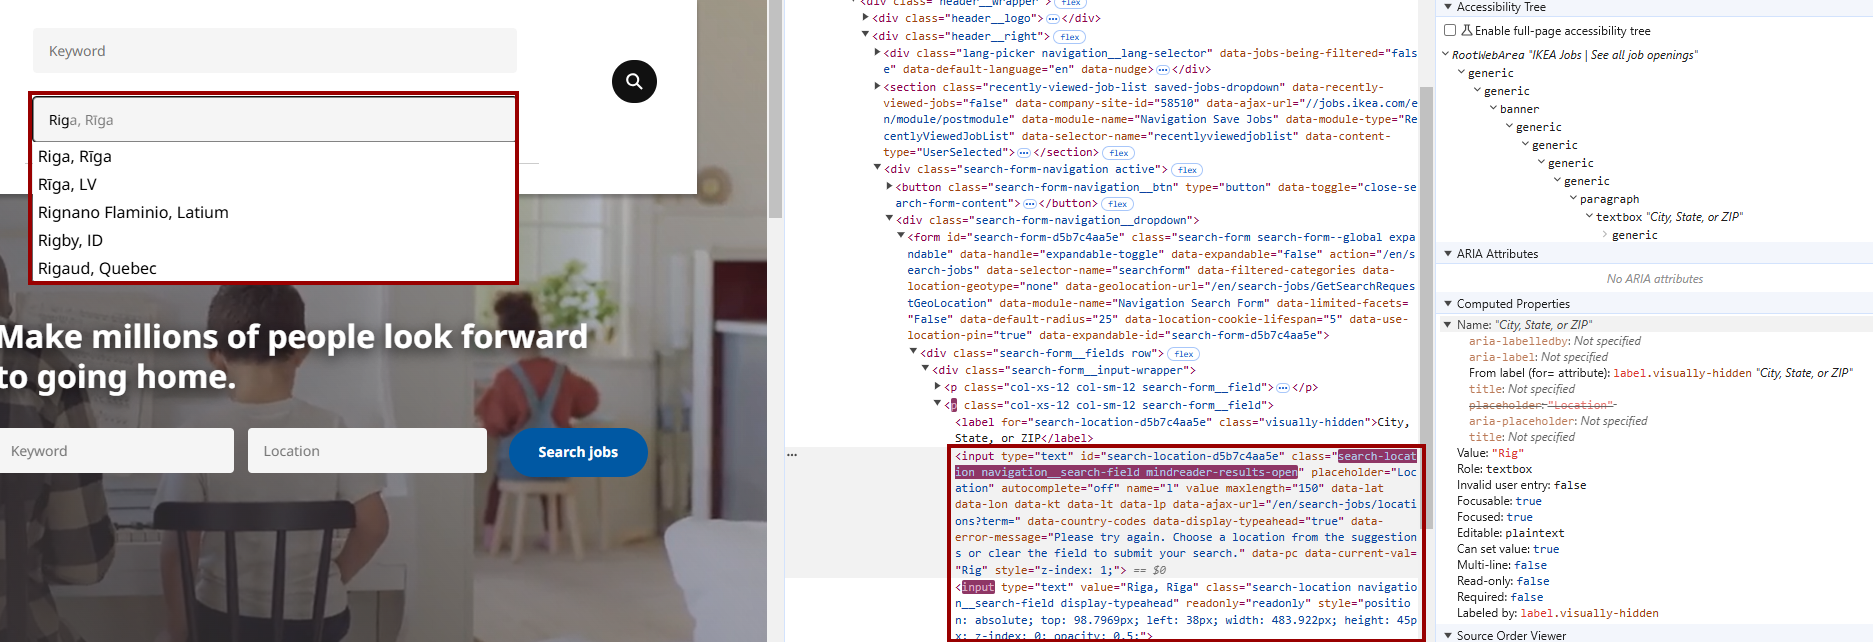 Keyword
Riga, Rīga
Riga, Rīga
Rīga, LV
Rignano Flaminio, Latium
Rigby, ID
Rigaud, Quebec
Make millions of people look forward
to going home.
Keyword
Location
Search jobs
<div class="header__wrapper"> flex
<div class="header__logo"> ⋯ </div>
<div class="header__right"> flex
<div class="lang-picker navigation__lang-selector" data-jobs-being-filtered="fals
e" data-default-language="en" data-nudge> ⋯ </div>
<section class="recently-viewed-job-list saved-jobs-dropdown" data-recently-
viewed-jobs="false" data-company-site-id="58510" data-ajax-url="//jobs.ikea.com/e
n/module/postmodule" data-module-name="Navigation Save Jobs" data-module-type="Re
centlyViewedJobList" data-selector-name="recentlyviewedjoblist" data-content-
type="UserSelected"> ⋯ </section> flex
<div class="search-form-navigation active"> flex
<button class="search-form-navigation__btn" type="button" data-toggle="close-se
arch-form-content"> ⋯ </button> flex
<div class="search-form-navigation__dropdown">
<form id="search-form-d5b7c4aa5e" class="search-form search-form--global expa
ndable" data-handle="expandable-toggle" data-expandable="false" action="/en/s
earch-jobs" data-selector-name="searchform" data-filtered-categories data-
location-geotype="none" data-geolocation-url="/en/search-jobs/GetSearchReques
tGeoLocation" data-module-name="Navigation Search Form" data-limited-facets=
"False" data-default-radius="25" data-location-cookie-lifespan="5" data-use-
location-pin="true" data-expandable-id="search-form-d5b7c4aa5e">
<div class="search-form__fields row"> flex
<div class="search-form__input-wrapper">
<p class="col-xs-12 col-sm-12 search-form__field"> ⋯ </p>
<p class="col-xs-12 col-sm-12 search-form__field">
<label for="search-location-d5b7c4aa5e" class="visually-hidden">City,
State, or ZIP</label>
<input type="text" id="search-location-d5b7c4aa5e" class="search-locat
ion navigation__search-field mindreader-results-open" placeholder="Loc
ation" autocomplete="off" name="l" value maxlength="150" data-lat
data-lon data-kt data-lt data-lp data-ajax-url="/en/search-jobs/locati
ons?term=" data-country-codes data-display-typeahead="true" data-
error-message="Please try again. Choose a location from the suggestion
s or clear the field to submit your search." data-pc data-current-val=
"Rig" style="z-index: 1;"> == $0
<input type="text" value="Riga, Rīga" class="search-location navigatio
n__search-field display-typeahead" readonly="readonly" style="positio
n: absolute; top: 98.7969px; left: 38px; width: 483.922px; height: 45p
x; z-index: 0; opacity: 0.5;">
Accessibility Tree
Enable full-page accessibility tree
RootWebArea "IKEA Jobs | See all job openings"
generic
generic
banner
generic
generic
generic
generic
paragraph
textbox "City, State, or ZIP"
generic
ARIA Attributes
No ARIA attributes
Computed Properties
Name: "City, State, or ZIP"
aria-labelledby: Not specified
aria-label: Not specified
From label (for= attribute): label.visually-hidden "City, State, or ZIP"
title: Not specified
placeholder: "Location"
aria-placeholder: Not specified
title: Not specified
Value: "Rig"
Role: textbox
Invalid user entry: false
Focusable: true
Focused: true
Editable: plaintext
Can set value: true
Multi-line: false
Read-only: false
Required: false
Labeled by: label.visually-hidden
Source Order Viewer